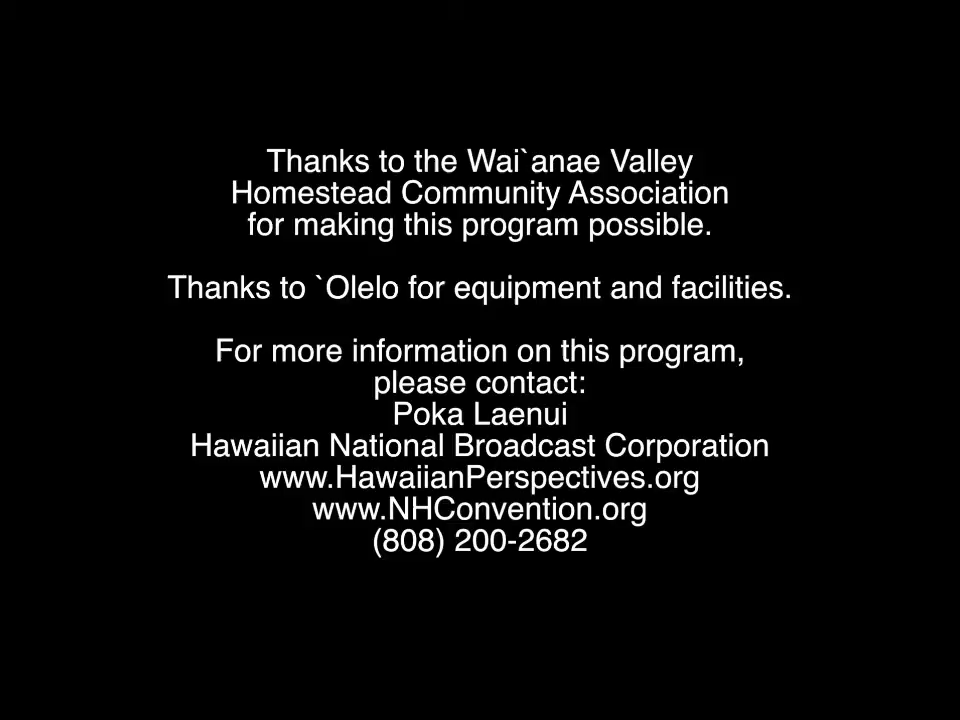 Thanks to the Wai`anae Valley
Homestead Community Association
for making this program possible.
Thanks to `Olelo for equipment and facilities.
For more information on this program,
please contact:
Poka Laenui
Hawaiian National Broadcast Corporation
www.HawaiianPerspectives.org
www.NHConvention.org
(808) 200-2682